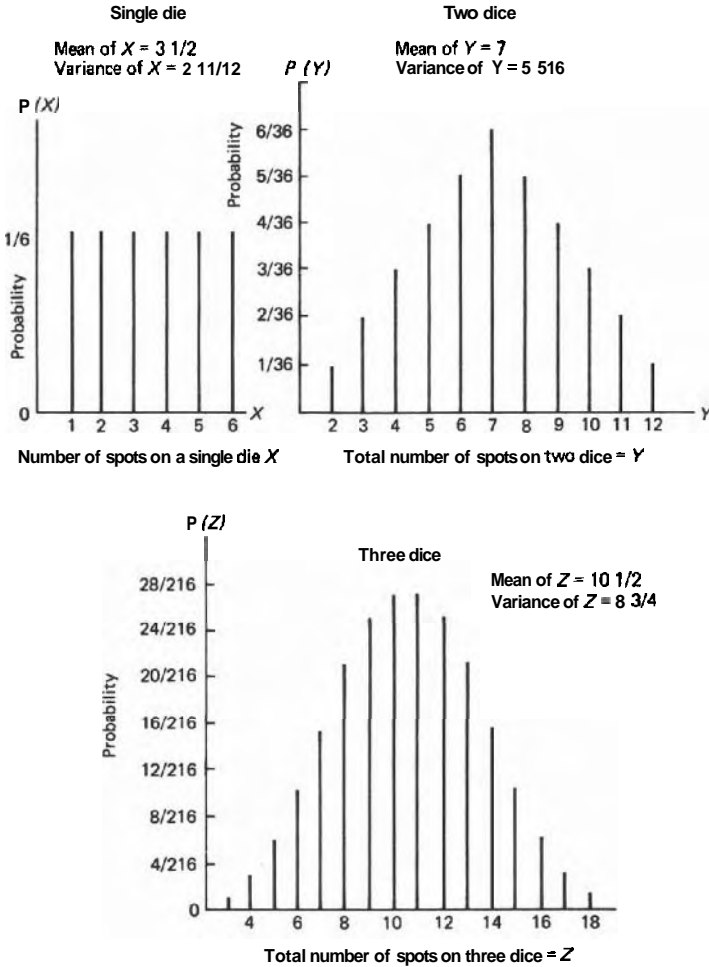 Single die
Mean of X = 3 1/2
Variance of X = 2 11/12
P (X)
1/6
0
Probability
1 2 3 4 5 6 X
Number of spots on a single die X
Two dice
Mean of Y = 7
Variance of Y = 5 516
P (Y)
Probability
6/36
5/36
4/36
3/36
2/36
1/36
2 3 4 5 6 7 8 9 10 11 12 Y
Total number of spots on two dice = Y
P (Z)
Three dice
Mean of Z = 10 1/2
Variance of Z = 8 3/4
Probability
28/216
24/216
20/216
16/216
12/216
8/216
4/216
0
4 6 8 10 12 14 16 18
Total number of spots on three dice = Z